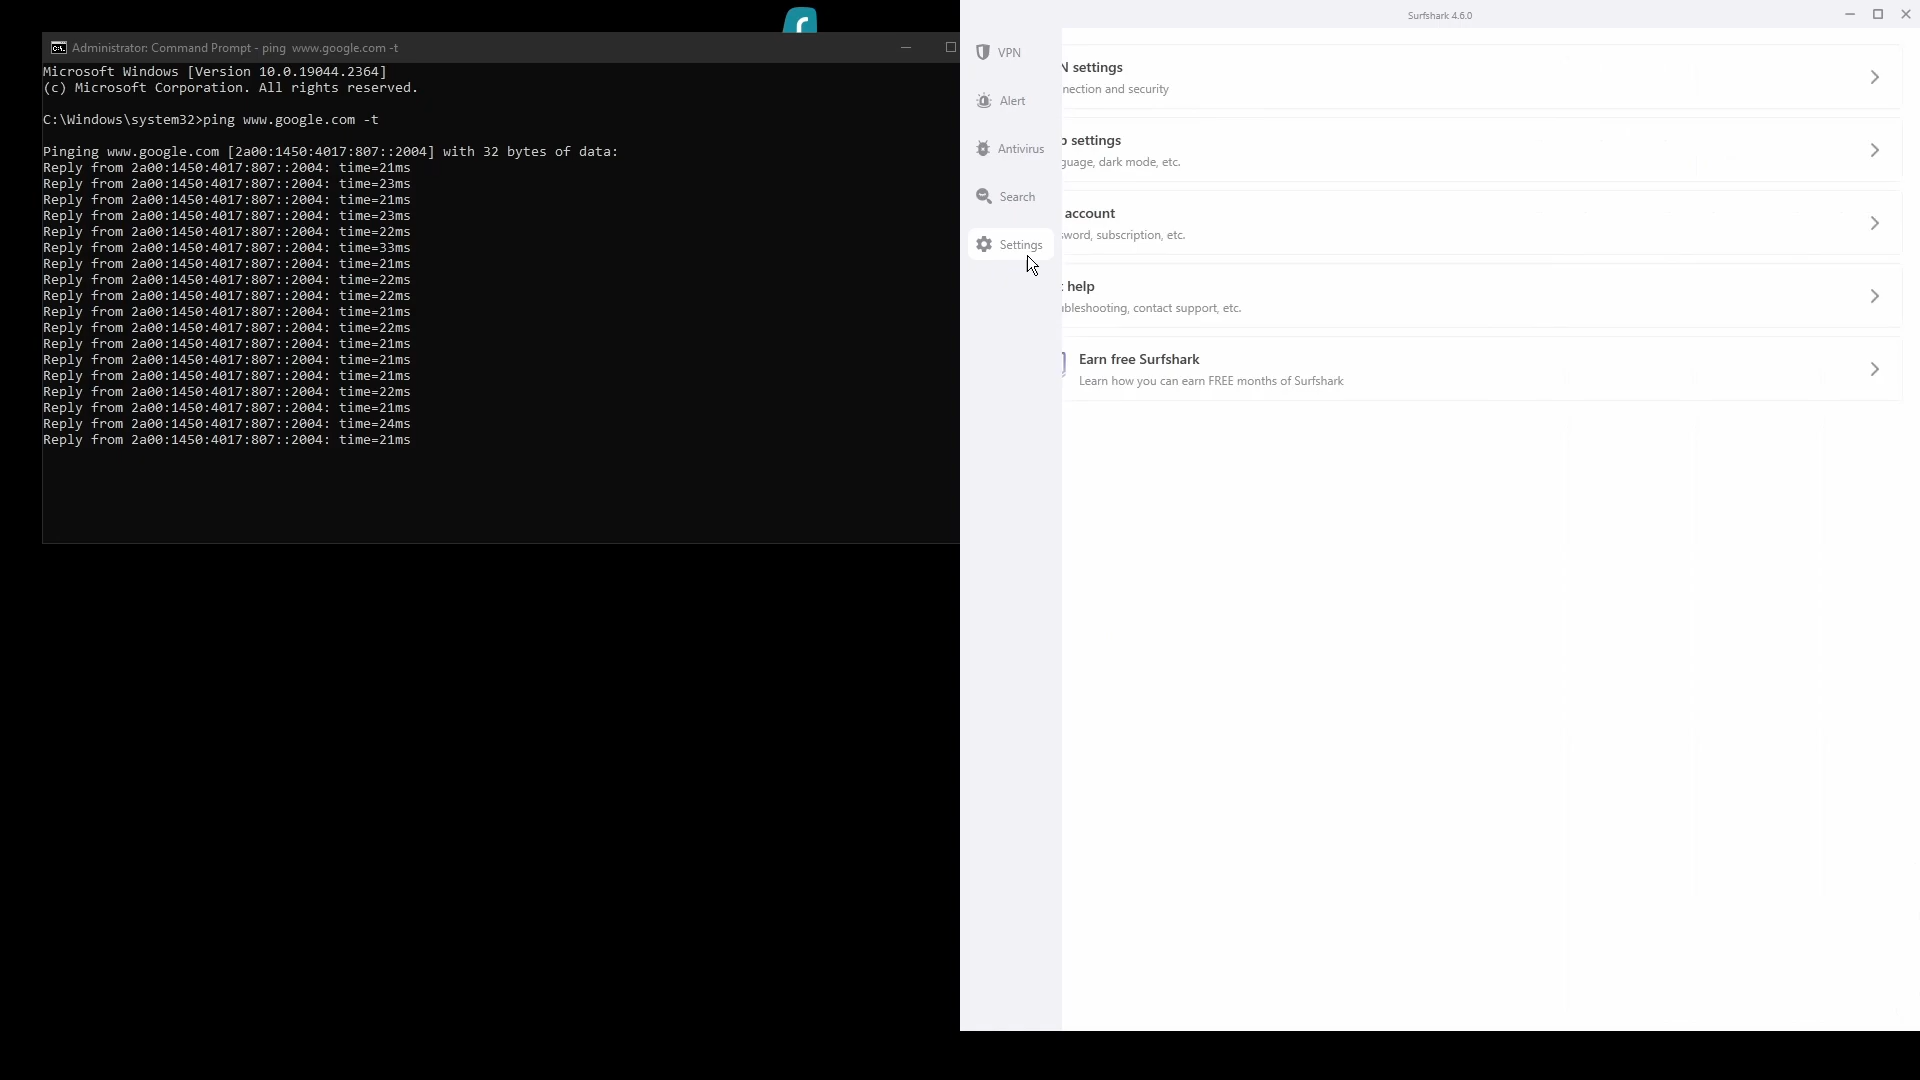 Administrator: Command Prompt - ping  www.google.com -t
Microsoft Windows [Version 10.0.19044.2364]
(c) Microsoft Corporation. All rights reserved.
C:\Windows\system32>ping www.google.com -t
Pinging www.google.com [2a00:1450:4017:807::2004] with 32 bytes of data:
Reply from 2a00:1450:4017:807::2004: time=21ms
Reply from 2a00:1450:4017:807::2004: time=23ms
Reply from 2a00:1450:4017:807::2004: time=21ms
Reply from 2a00:1450:4017:807::2004: time=23ms
Reply from 2a00:1450:4017:807::2004: time=22ms
Reply from 2a00:1450:4017:807::2004: time=33ms
Reply from 2a00:1450:4017:807::2004: time=21ms
Reply from 2a00:1450:4017:807::2004: time=22ms
Reply from 2a00:1450:4017:807::2004: time=22ms
Reply from 2a00:1450:4017:807::2004: time=21ms
Reply from 2a00:1450:4017:807::2004: time=22ms
Reply from 2a00:1450:4017:807::2004: time=21ms
Reply from 2a00:1450:4017:807::2004: time=21ms
Reply from 2a00:1450:4017:807::2004: time=21ms
Reply from 2a00:1450:4017:807::2004: time=22ms
Reply from 2a00:1450:4017:807::2004: time=21ms
Reply from 2a00:1450:4017:807::2004: time=24ms
Reply from 2a00:1450:4017:807::2004: time=21ms
Surfshark 4.6.0
VPN
Alert
Antivirus
Search
Settings
N settings
nection and security
settings
guage, dark mode, etc.
account
sword, subscription, etc.
help
ubleshooting, contact support, etc.
Earn free Surfshark
Learn how you can earn FREE months of Surfshark